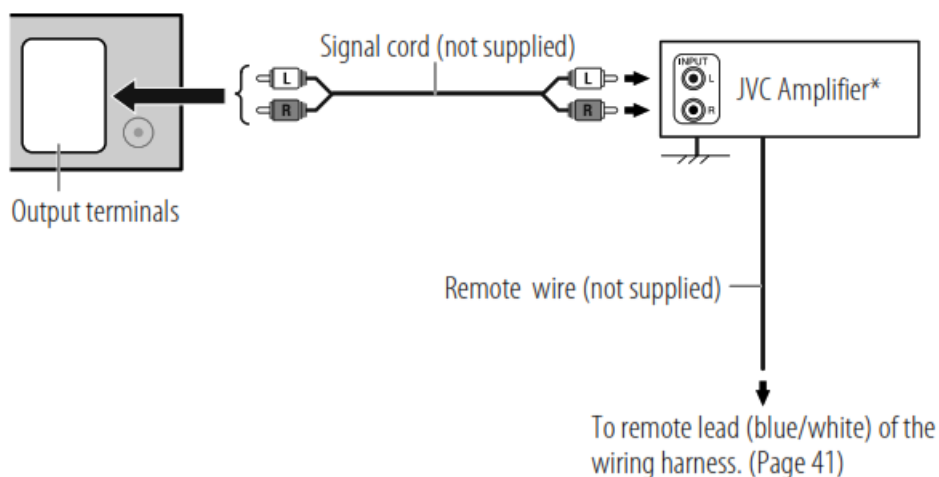 Signal cord (not supplied)
L
R
L
R
INPUT
L
R
JVC Amplifier*
Output terminals
Remote wire (not supplied)
To remote lead (blue/white) of the
wiring harness. (Page 41)